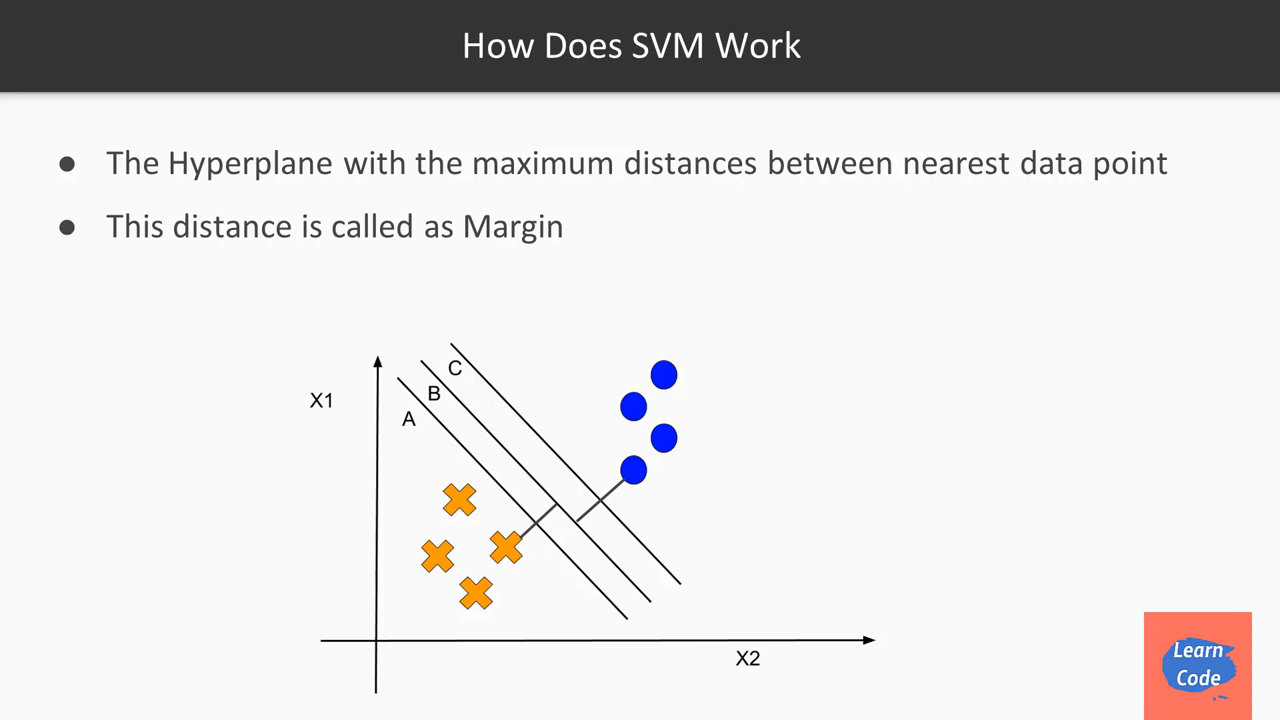 How Does SVM Work
● The Hyperplane with the maximum distances between nearest data point
● This distance is called as Margin
C
B
A
X1
X2
Learn
Code